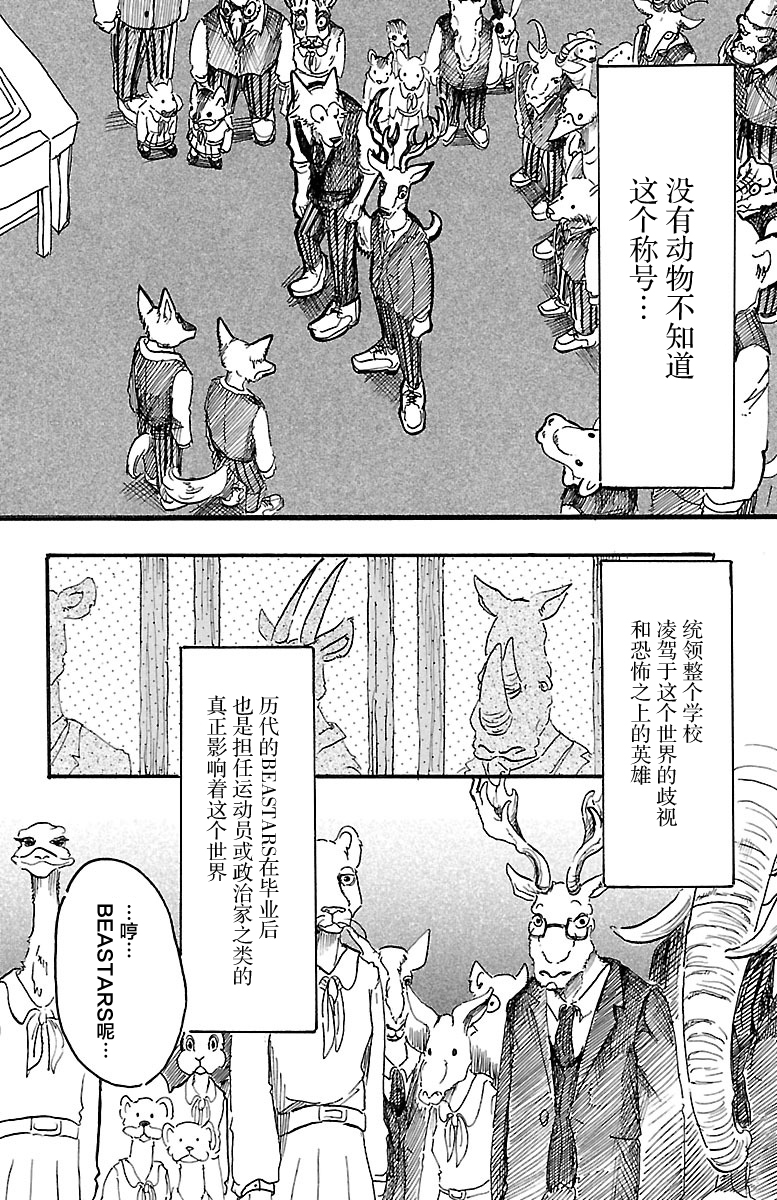 没有动物不知道
这个称号…
统领整个学校
凌驾于这个世界的歧视
和恐怖之上的英雄
历代的BEASTARS在毕业后
也是担任运动员或政治家之类的
真正影响着这个世界
…哼…
BEASTARS呢…